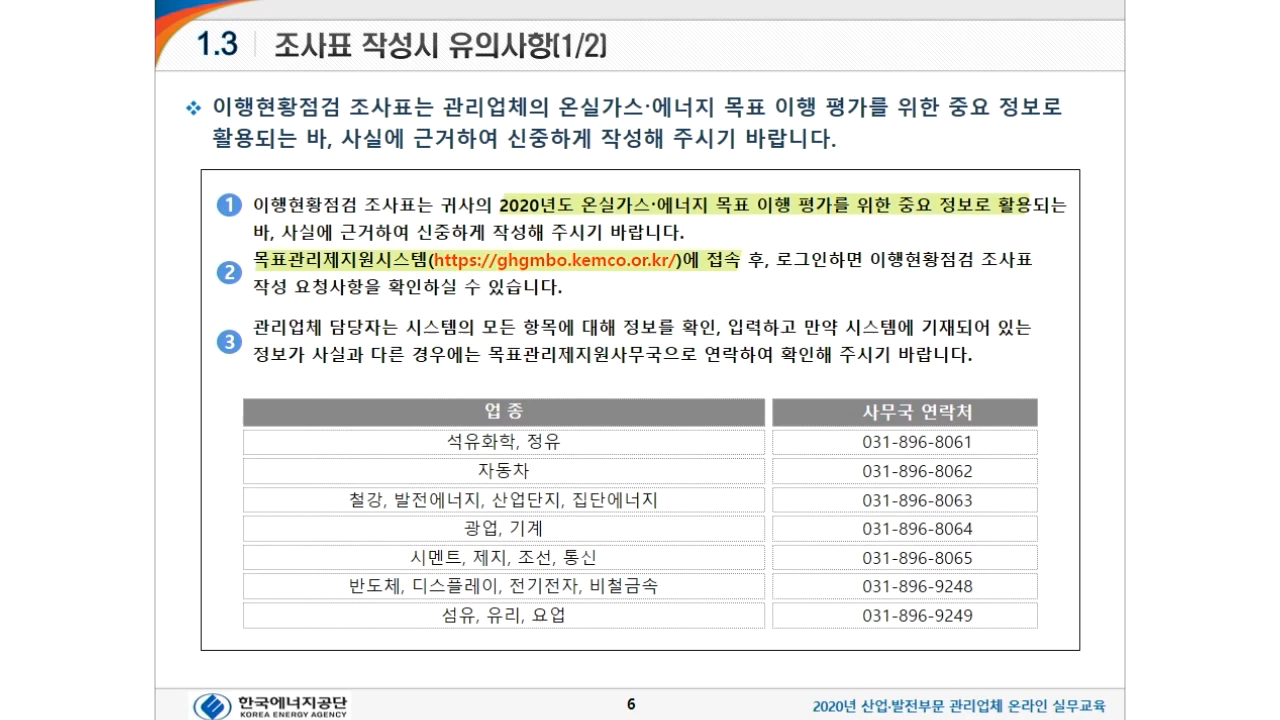 1.3 조사표 작성시 유의사항(1/2)
❖ 이행현황점검 조사표는 관리업체의 온실가스·에너지 목표 이행 평가를 위한 중요 정보로
활용되는 바, 사실에 근거하여 신중하게 작성해 주시기 바랍니다.
1 이행현황점검 조사표는 귀사의 2020년도 온실가스·에너지 목표 이행 평가를 위한 중요 정보로 활용되는
바, 사실에 근거하여 신중하게 작성해 주시기 바랍니다.
2 목표관리제지원시스템(https://ghgmbo.kemco.or.kr/)에 접속 후, 로그인하면 이행현황점검 조사표
작성 요청사항을 확인하실 수 있습니다.
3 관리업체 담당자는 시스템의 모든 항목에 대해 정보를 확인, 입력하고 만약 시스템에 기재되어 있는
정보가 사실과 다른 경우에는 목표관리제지원사무국으로 연락하여 확인해 주시기 바랍니다.
업 종 사무국 연락처
석유화학, 정유 031-896-8061
자동차 031-896-8062
철강, 발전에너지, 산업단지, 집단에너지 031-896-8063
광업, 기계 031-896-8064
시멘트, 제지, 조선, 통신 031-896-8065
반도체, 디스플레이, 전기전자, 비철금속 031-896-9248
섬유, 유리, 요업 031-896-9249
한국에너지공단
KOREA ENERGY AGENCY
6
2020년 산업·발전부문 관리업체 온라인 실무교육